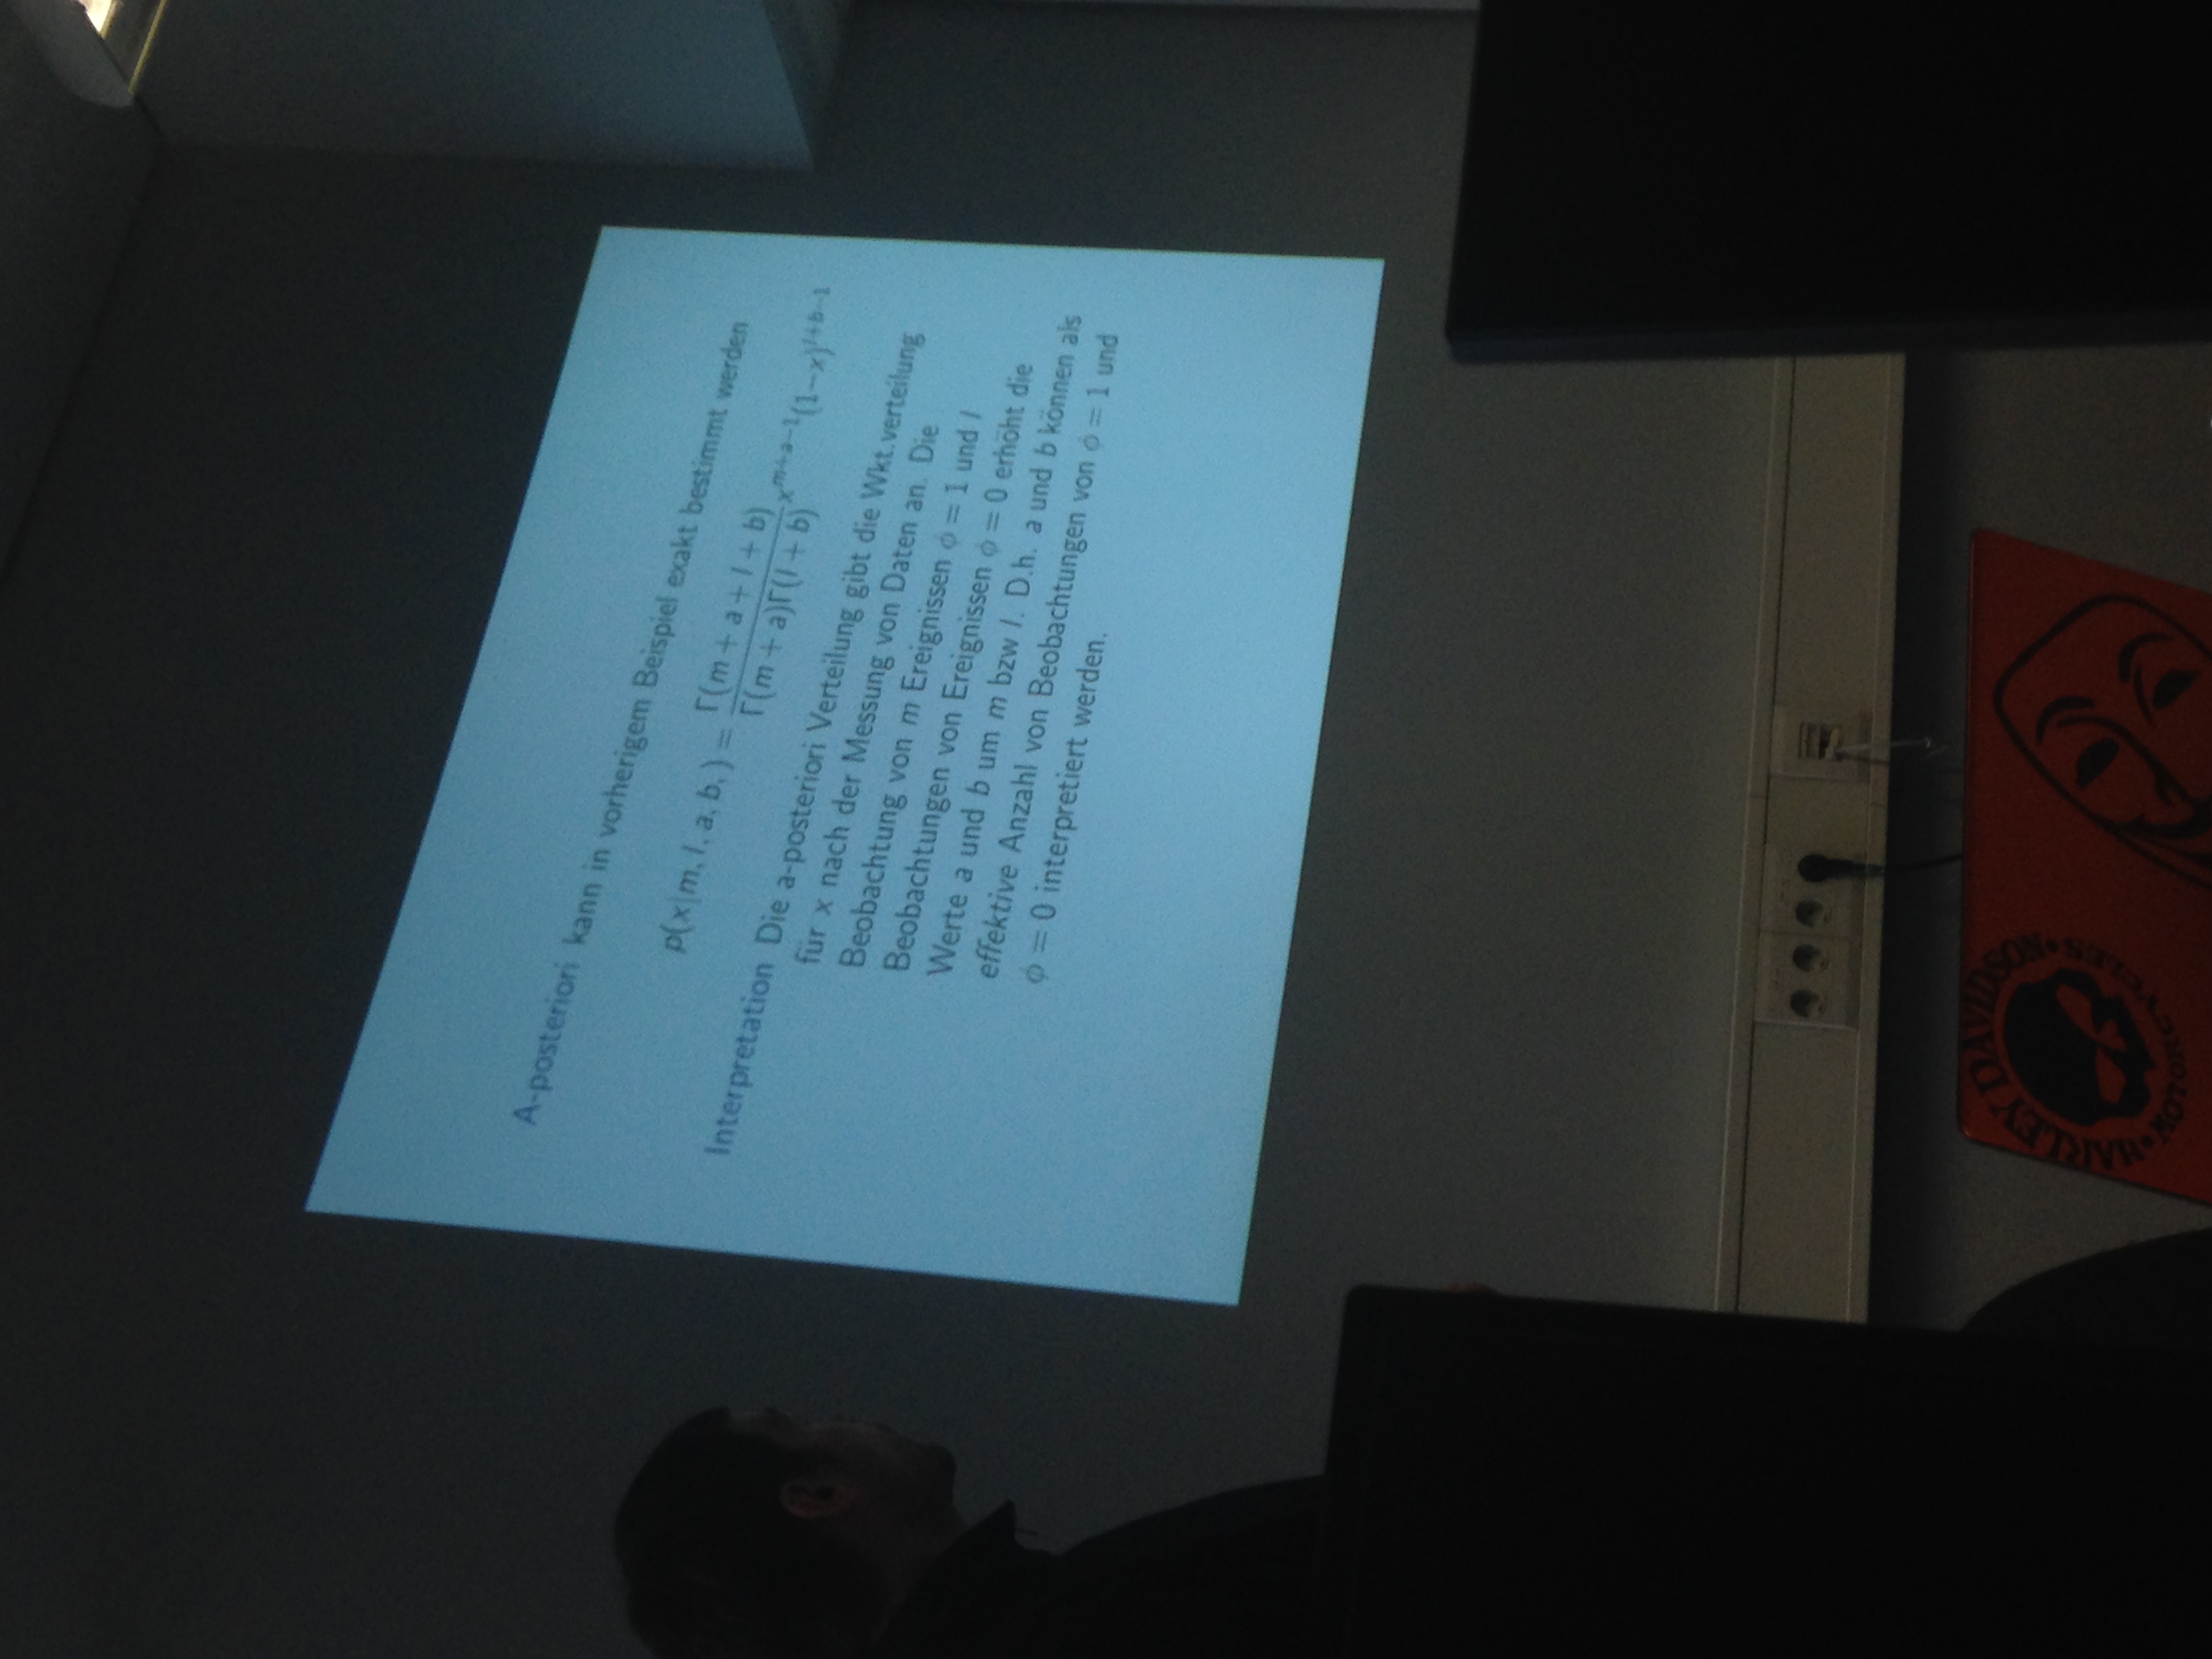 A-posteriori kann in vorherigem Beispiel exakt bestimmt werden
p(x|m, l, a, b, ) = Γ(m + a + l + b) / Γ(m + a)Γ(l + b) x^{m+a−1}(1−x)^{l+b−1}
Interpretation Die a-posteriori Verteilung gibt die Wkt.verteilung
für x nach der Messung von Daten an. Die
Beobachtung von m Ereignissen ϕ = 1 und l
Beobachtungen von Ereignissen ϕ = 0 erhöht die
Werte a und b um m bzw l. D.h. a und b können als
effektive Anzahl von Beobachtungen von ϕ = 1 und
ϕ = 0 interpretiert werden.
HARLEY DAVIDSON
MOTORCYCLES